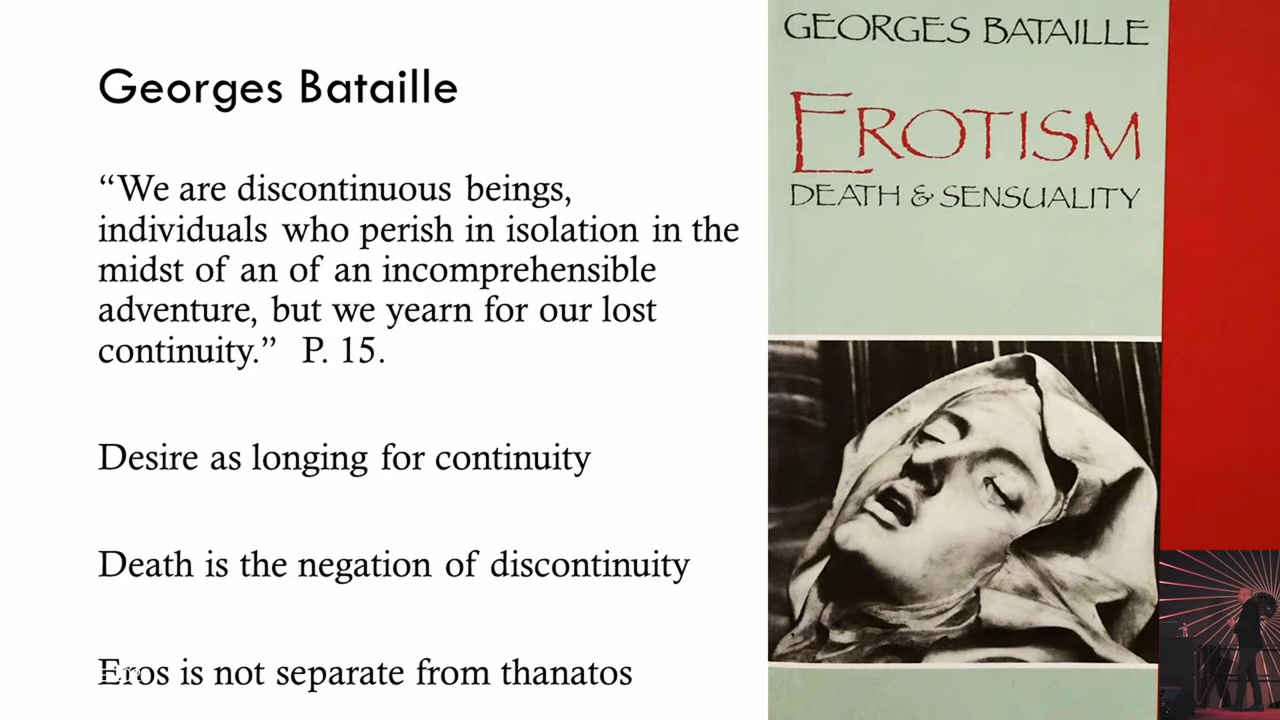 Georges Bataille
“We are discontinuous beings,
individuals who perish in isolation in the
midst of an of an incomprehensible
adventure, but we yearn for our lost
continuity.” P. 15.
Desire as longing for continuity
Death is the negation of discontinuity
Eros is not separate from thanatos
GEORGES BATAILLE
EROTISM
DEATH & SENSUALITY